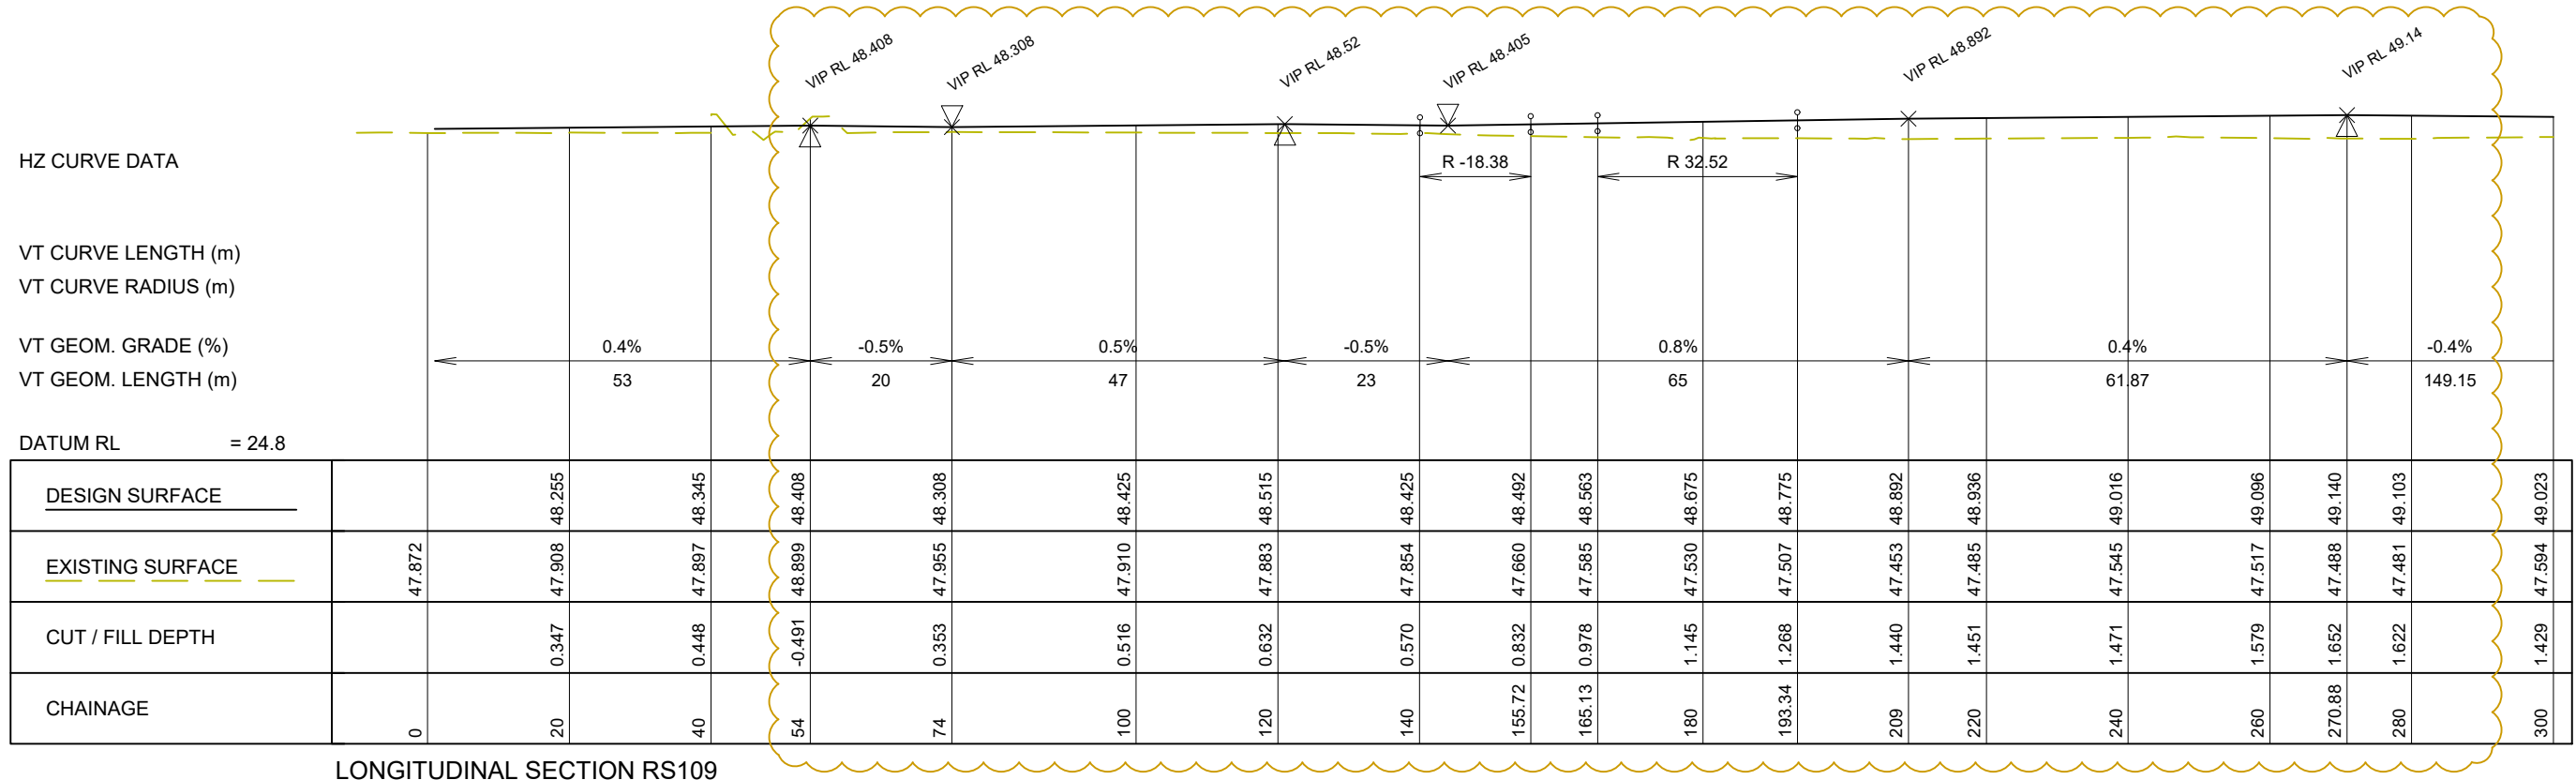 VIP RL 48.408 VIP RL 48.308 VIP RL 48.52 VIP RL 48.405 VIP RL 48.892 VIP RL 49.14
HZ CURVE DATA R -18.38 R 32.52
VT CURVE LENGTH (m)
VT CURVE RADIUS (m)
VT GEOM. GRADE (%) 0.4% -0.5% 0.5% -0.5% 0.8% 0.4% -0.4%
VT GEOM. LENGTH (m) 53 20 47 23 65 61.87 149.15
DATUM RL = 24.8
DESIGN SURFACE 48.255 48.345 48.408 48.308 48.425 48.515 48.425 48.492 48.563 48.675 48.775 48.892 48.936 49.016 49.096 49.140 49.103 49.023
EXISTING SURFACE 47.872 47.908 47.897 48.899 47.955 47.910 47.883 47.854 47.660 47.585 47.530 47.507 47.453 47.485 47.545 47.517 47.488 47.481 47.594
CUT / FILL DEPTH 0.347 0.448 -0.491 0.353 0.516 0.632 0.570 0.832 0.978 1.145 1.268 1.440 1.451 1.471 1.579 1.652 1.622 1.429
CHAINAGE 0 20 40 54 74 100 120 140 155.72 165.13 180 193.34 209 220 240 260 270.88 280 300
LONGITUDINAL SECTION RS109